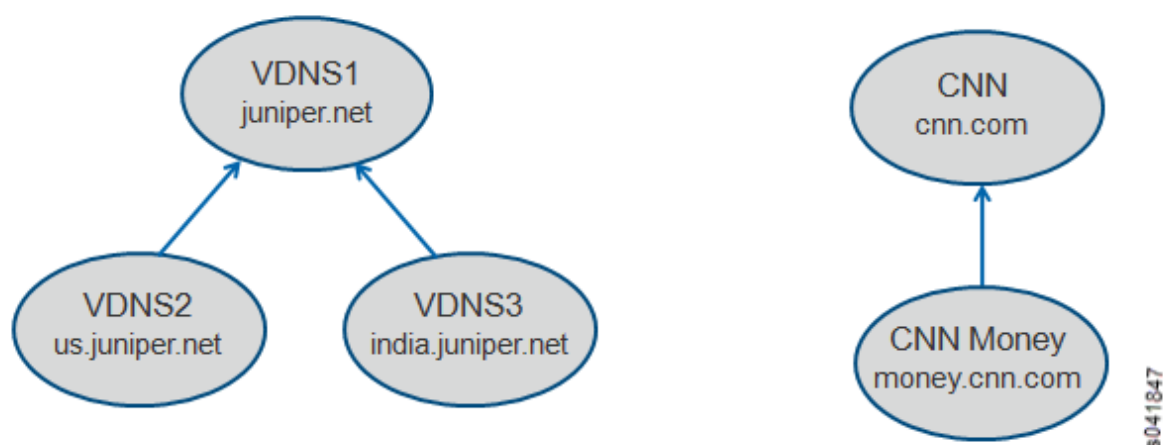 VDNS1
juniper.net
CNN
cnn.com
VDNS2
us.juniper.net
VDNS3
india.juniper.net
CNN Money
money.cnn.com
s041847